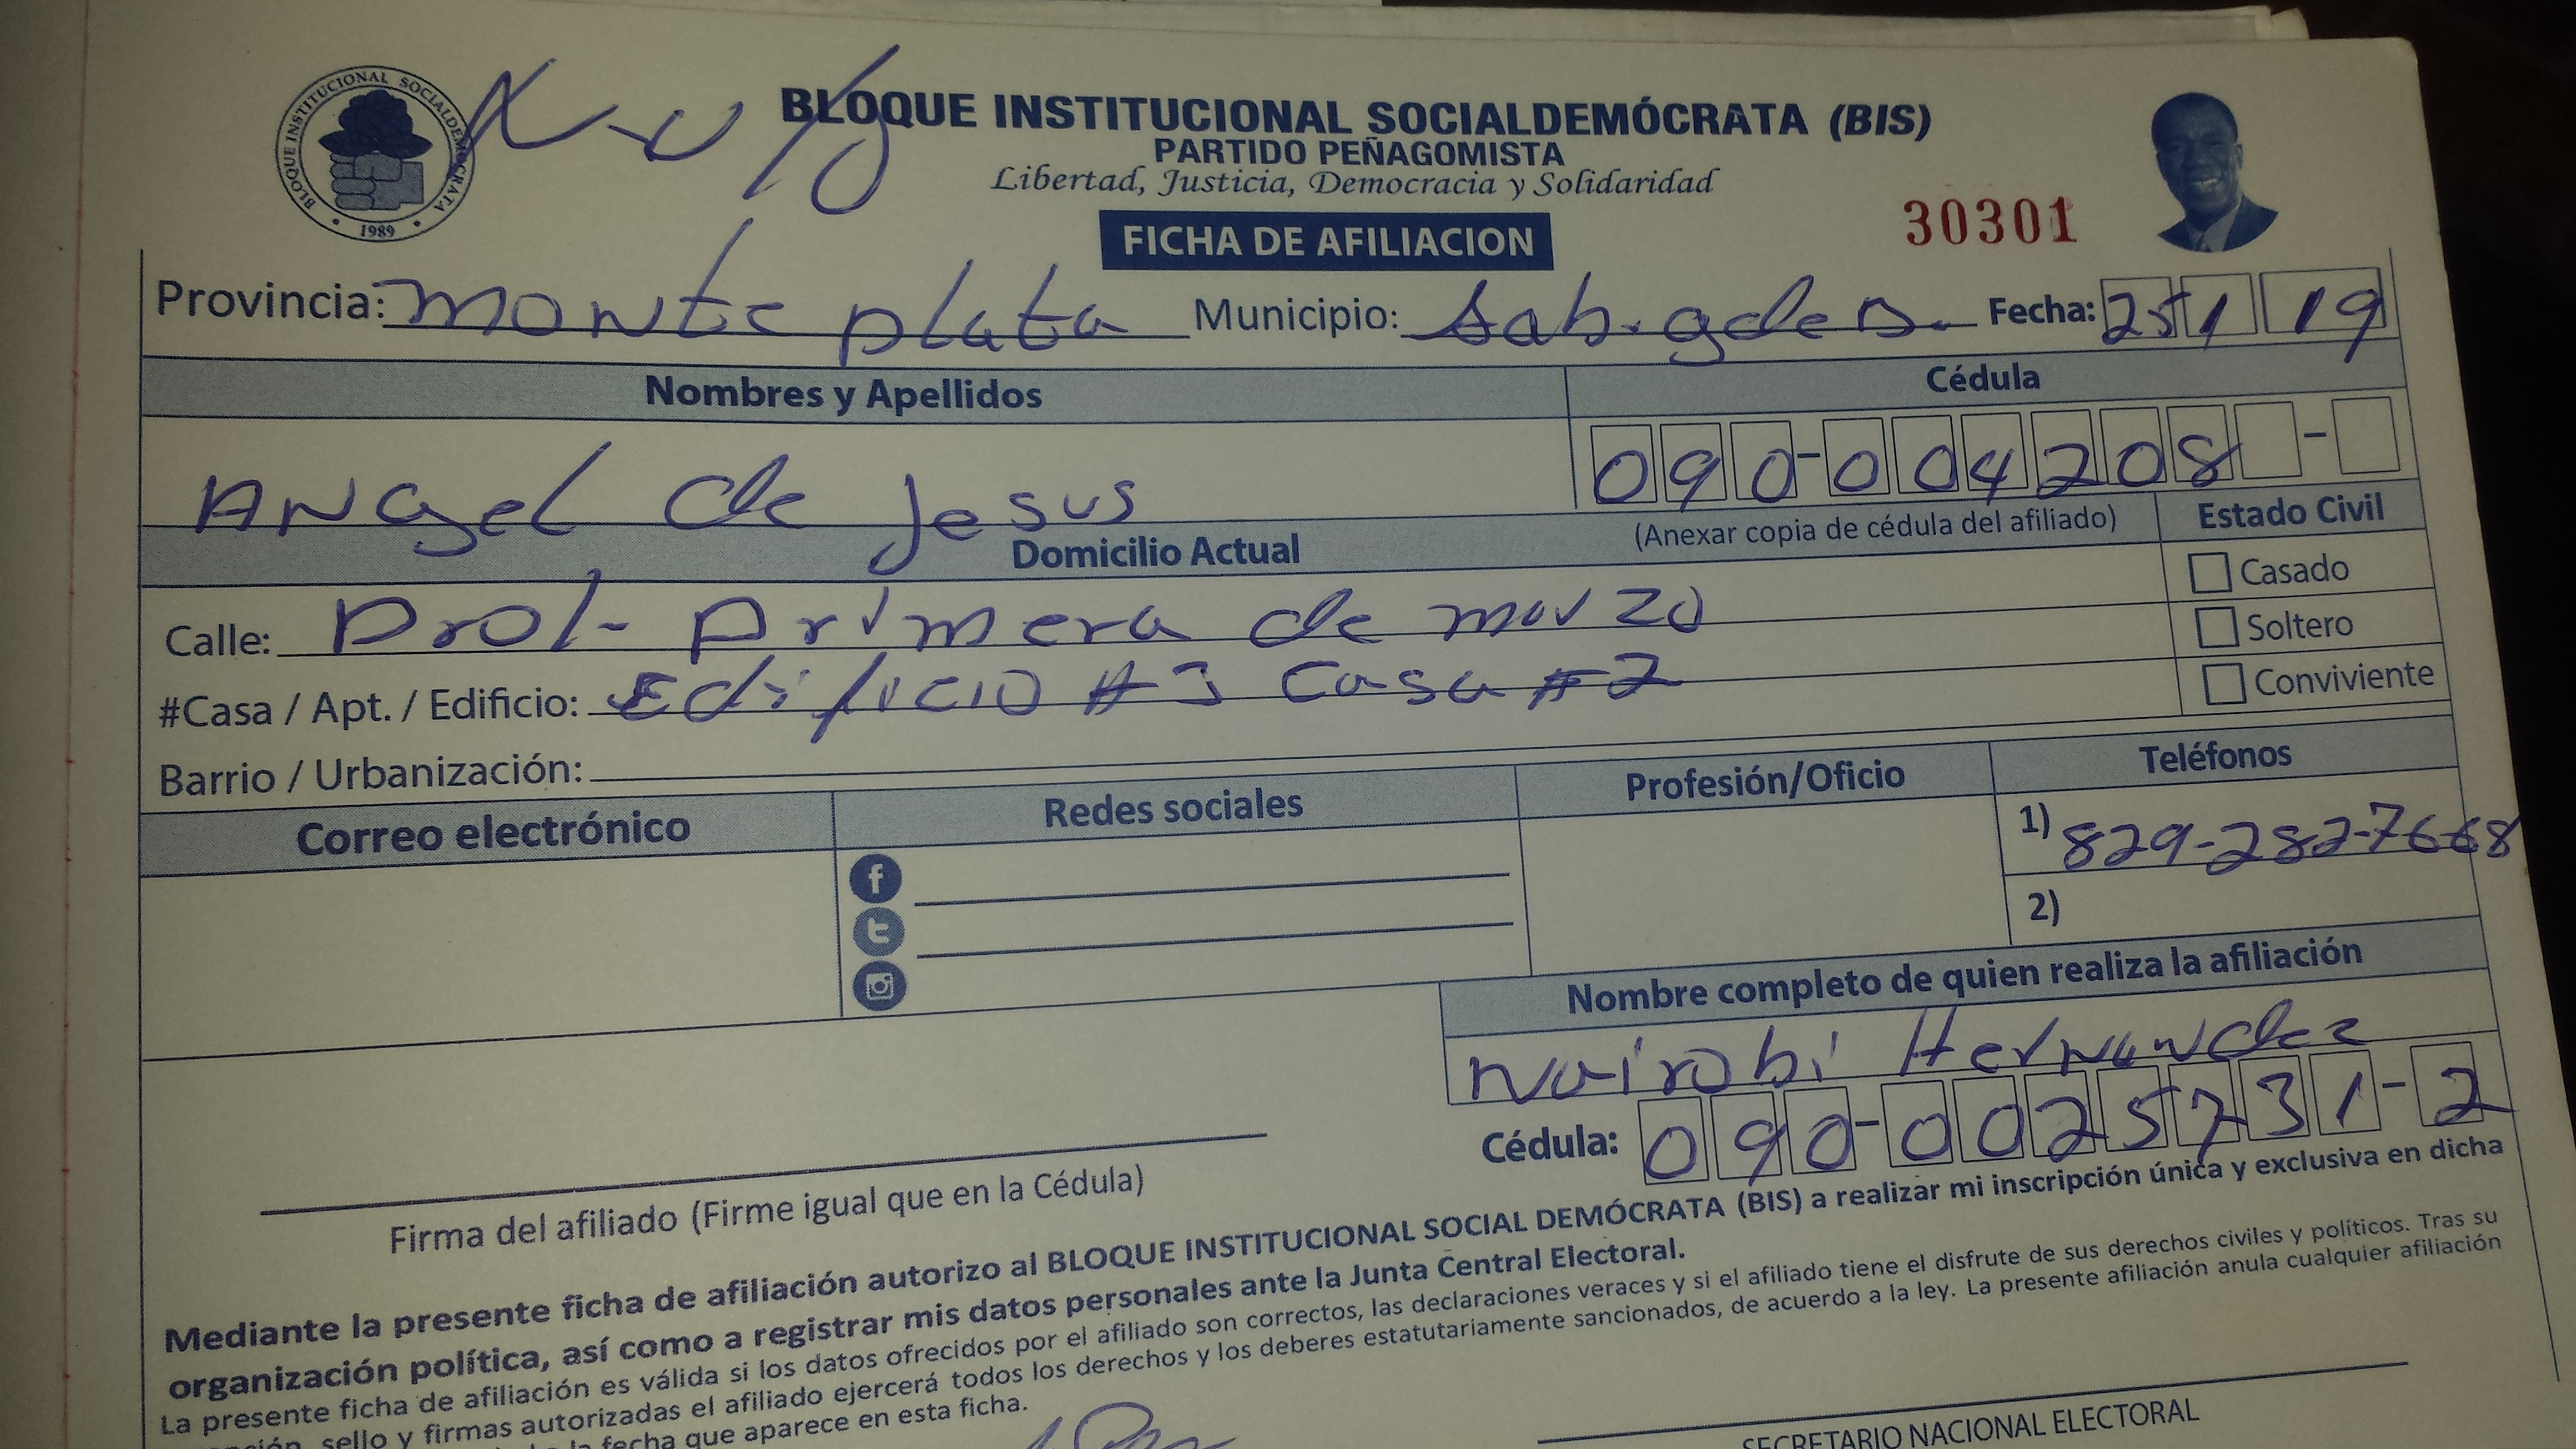 BLOQUE INSTITUCIONAL SOCIALDEMÓCRATA
1989
BLOQUE INSTITUCIONAL SOCIALDEMÓCRATA (BIS)
PARTIDO PEÑAGOMISTA
Libertad, Justicia, Democracia y Solidaridad
FICHA DE AFILIACION
30301
Provincia: Monte plata Municipio: Sab. gde B. Fecha: 25 1 19
Nombres y Apellidos Cédula
Angel de Jesus 090-004208 -
(Anexar copia de cédula del afiliado) Estado Civil
Domicilio Actual
Casado
Calle: prol- primera de marzo
Soltero
#Casa / Apt. / Edificio: Edificio #3 Casa #2
Conviviente
Barrio / Urbanización:
Correo electrónico Redes sociales Profesión/Oficio Teléfonos
1) 829-282-7668
2)
Nombre completo de quien realiza la afiliación
Nairobi Hernandez
Cédula: 090-0025731-2
Firma del afiliado (Firme igual que en la Cédula)
Mediante la presente ficha de afiliación autorizo al BLOQUE INSTITUCIONAL SOCIAL DEMÓCRATA (BIS) a realizar mi inscripción única y exclusiva en dicha
organización política, así como a registrar mis datos personales ante la Junta Central Electoral.
La presente ficha de afiliación es válida si los datos ofrecidos por el afiliado son correctos, las declaraciones veraces y si el afiliado tiene el disfrute de sus derechos civiles y políticos. Tras su
sello y firmas autorizadas el afiliado ejercerá todos los derechos y los deberes estatutariamente sancionados, de acuerdo a la ley. La presente afiliación anula cualquier afiliación
la fecha que aparece en esta ficha.
SECRETARIO NACIONAL ELECTORAL